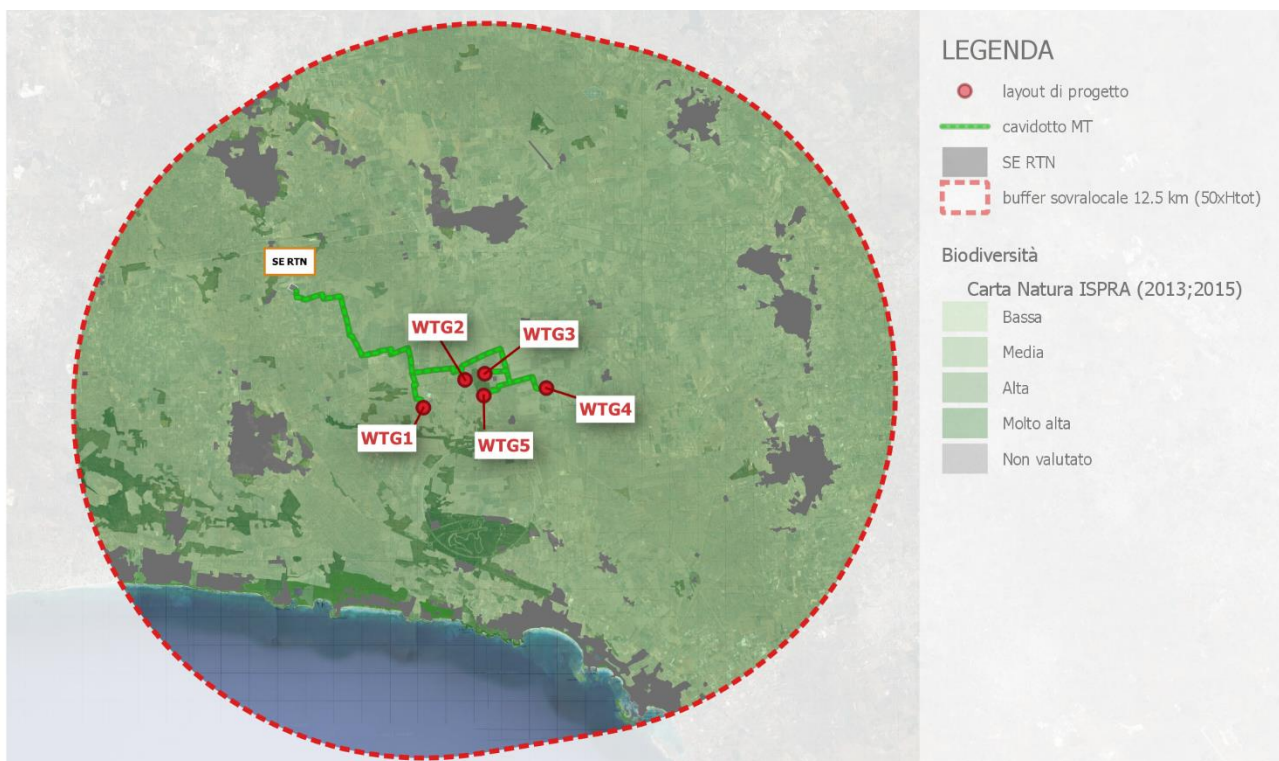 SE RTN
WTG2
WTG3
WTG4
WTG1
WTG5
LEGENDA
layout di progetto
cavidotto MT
SE RTN
buffer sovralocale 12.5 km (50xHtot)
Biodiversità
Carta Natura ISPRA (2013;2015)
Bassa
Media
Alta
Molto alta
Non valutato